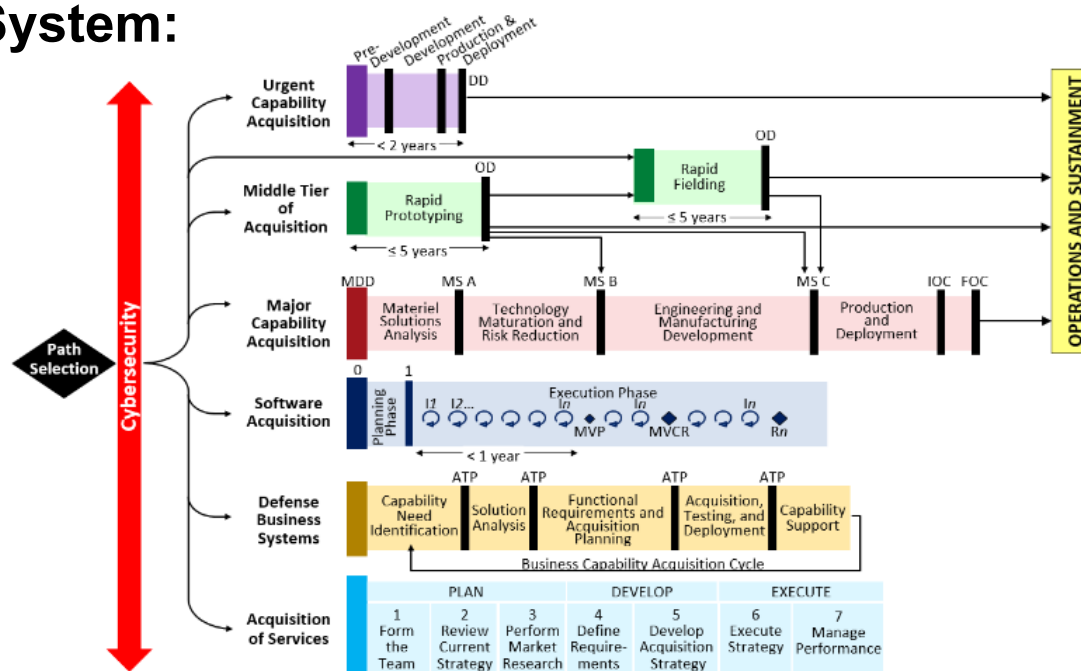 System:
Pre-
Development
Development
Production &
Deployment
Urgent
Capability
Acquisition
DD
< 2 years
OD
Rapid
Fielding
≤ 5 years
Middle Tier
of
Acquisition
OD
Rapid
Prototyping
≤ 5 years
MDD
MS A
MS B
MS C
IOC
FOC
Major
Capability
Acquisition
Materiel
Solutions
Analysis
Technology
Maturation and
Risk Reduction
Engineering and
Manufacturing
Development
Production
and
Deployment
OPERATIONS AND SUSTAINMENT
Path
Selection
Cybersecurity
0
1
Software
Acquisition
Planning
Phase
Execution Phase
I1
I2...
In
In
In
MVP
MVCR
Rn
< 1 year
ATP
ATP
ATP
ATP
Defense
Business
Systems
Capability
Need
Identification
Solution
Analysis
Functional
Requirements and
Acquisition
Planning
Acquisition,
Testing, and
Deployment
Capability
Support
Business Capability Acquisition Cycle
Acquisition
of Services
PLAN
DEVELOP
EXECUTE
1
Form
the
Team
2
Review
Current
Strategy
3
Perform
Market
Research
4
Define
Require-
ments
5
Develop
Acquisition
Strategy
6
Execute
Strategy
7
Manage
Performance